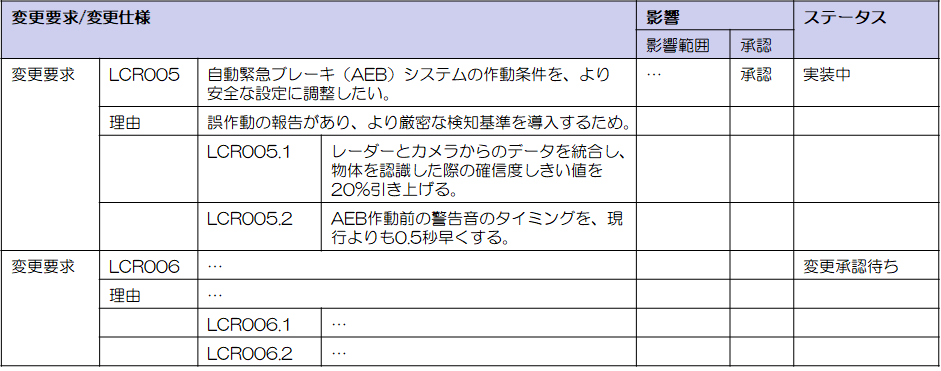 変更要求/変更仕様 影響 ステータス
影響範囲 承認
変更要求 LCR005 自動緊急ブレーキ（AEB）システムの作動条件を、より … 承認 実装中
安全な設定に調整したい。
理由 誤作動の報告があり、より厳密な検知基準を導入するため。
LCR005.1 レーダーとカメラからのデータを統合し、
物体を認識した際の確信度しきい値を
20%引き上げる。
LCR005.2 AEB作動前の警告音のタイミングを、現
行よりも0.5秒早くする。
変更要求 LCR006 … 変更承認待ち
理由 …
LCR006.1 …
LCR006.2 …